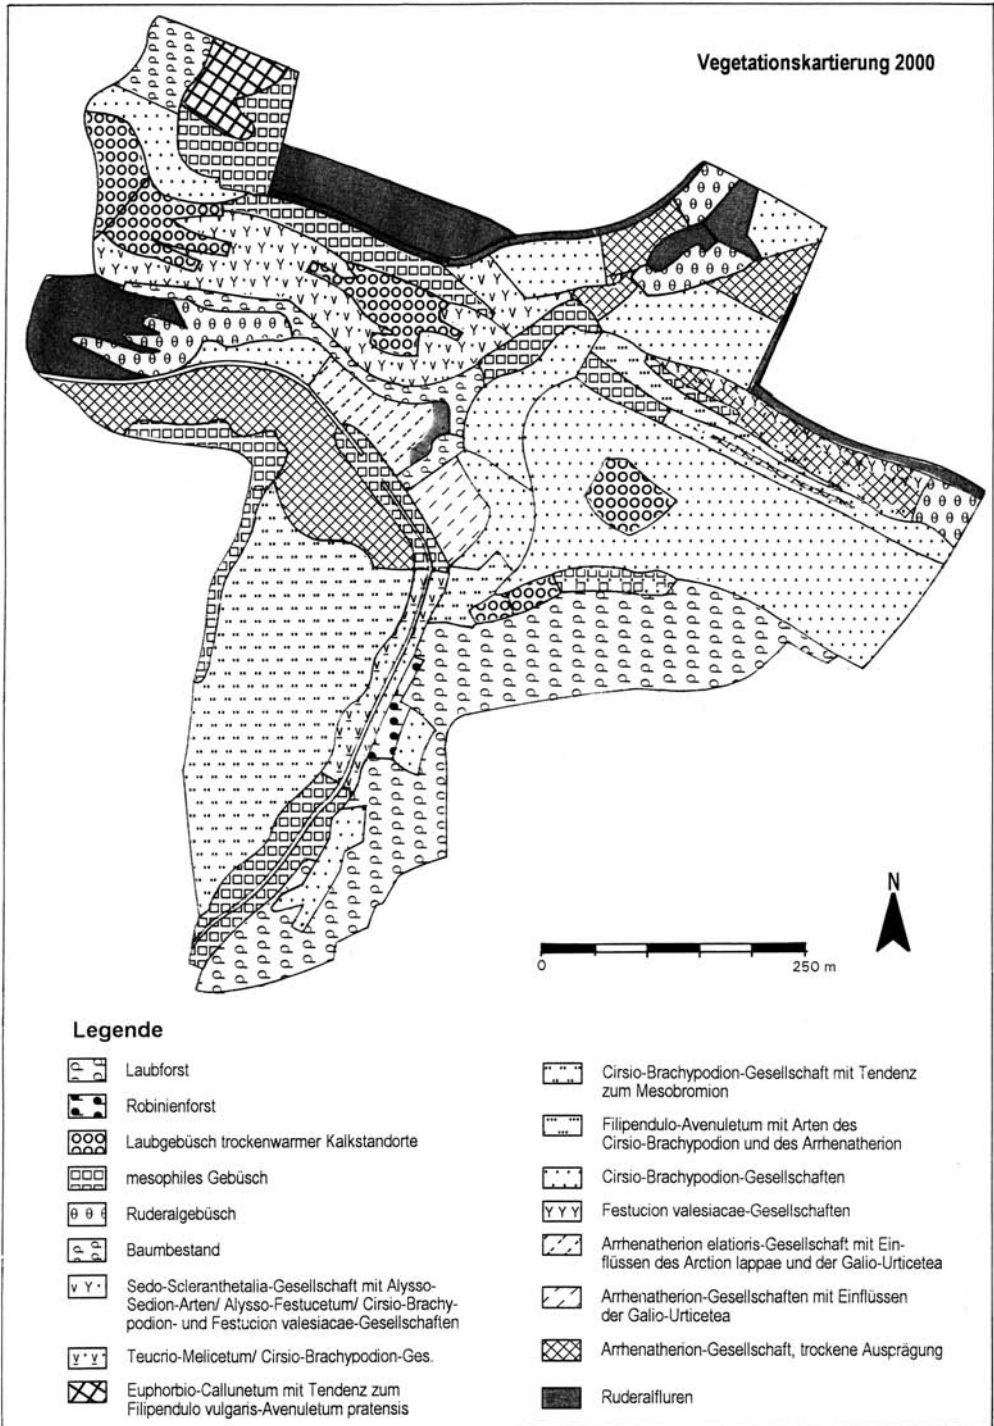 Vegetationskartierung 2000
N
0
250 m
Legende
Laubforst
Robinienforst
Laubgebüsch trockenwarmer Kalkstandorte
mesophiles Gebüsch
Ruderalgebüsch
Baumbestand
Sedo-Scleranthetalia-Gesellschaft mit Alysso-
Sedion-Arten/ Alysso-Festucetum/ Cirsio-Brachy-
podion- und Festucion valesiacae-Gesellschaften
Teucrio-Melicetum/ Cirsio-Brachypodion-Ges.
Euphorbio-Callunetum mit Tendenz zum
Filipendulo vulgaris-Avenuletum pratensis
Cirsio-Brachypodion-Gesellschaft mit Tendenz
zum Mesobromion
Filipendulo-Avenuletum mit Arten des
Cirsio-Brachypodion und des Arrhenatherion
Cirsio-Brachypodion-Gesellschaften
Festucion valesiacae-Gesellschaften
Arrhenatherion elatioris-Gesellschaft mit Ein-
flüssen des Arction lappae und der Galio-Urticetea
Arrhenatherion-Gesellschaften mit Einflüssen
der Galio-Urticetea
Arrhenatherion-Gesellschaft, trockene Ausprägung
Ruderalfluren